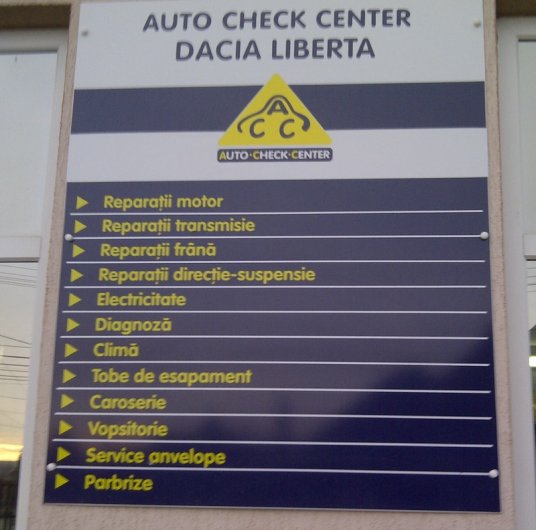 AUTO CHECK CENTER
DACIA LIBERTA
A
C C
AUTO·CHECK·CENTER
Reparații motor
Reparații transmisie
Reparații frână
Reparații direcție-suspensie
Electricitate
Diagnoză
Climă
Tobe de esapament
Caroserie
Vopsitorie
Service anvelope
Parbrize